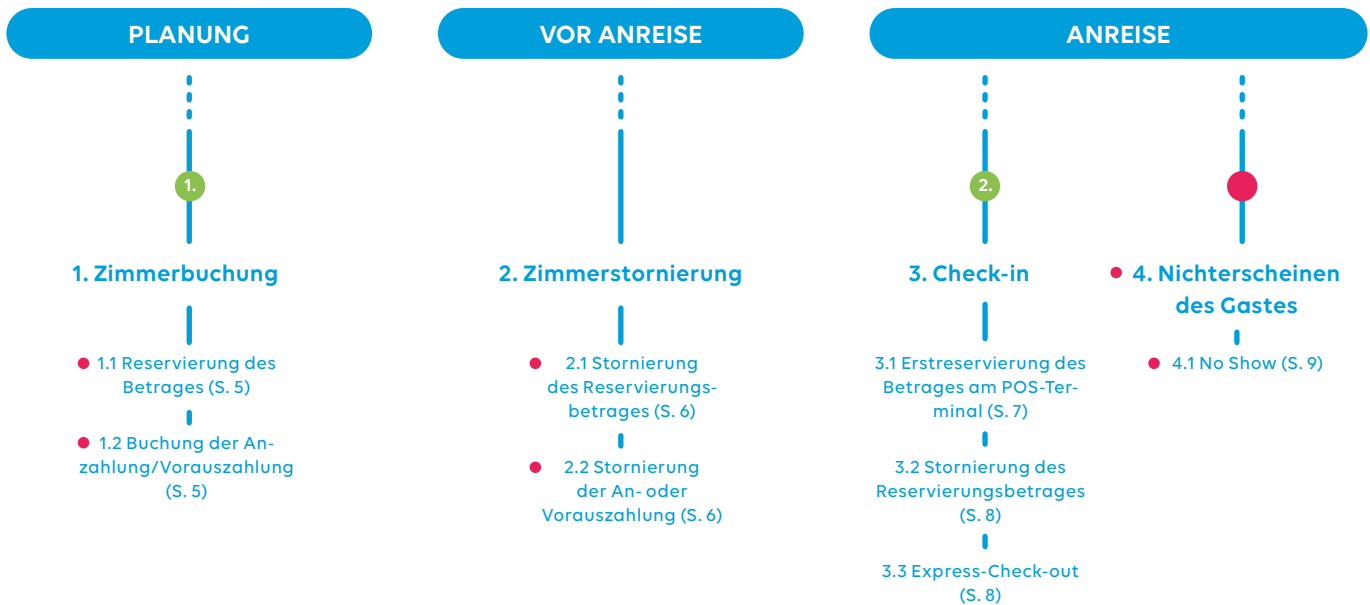 PLANUNG
VOR ANREISE
ANREISE
1.
2.
1. Zimmerbuchung
1.1 Reservierung des
Betrages (S. 5)
1.2 Buchung der An-
zahlung/Vorauszahlung
(S. 5)
2. Zimmerstornierung
2.1 Stornierung
des Reservierungs-
betrages (S. 6)
2.2 Stornierung
der An- oder
Vorauszahlung (S. 6)
3. Check-in
3.1 Erstreservierung des
Betrages am POS-Ter-
minal (S. 7)
3.2 Stornierung des
Reservierungsbetrages
(S. 8)
3.3 Express-Check-out
(S. 8)
4. Nichterscheinen
des Gastes
4.1 No Show (S. 9)